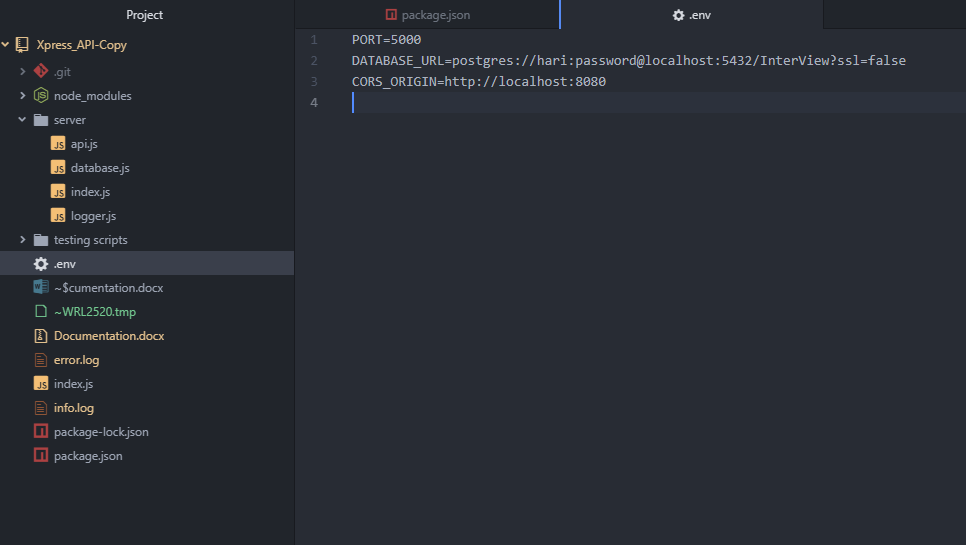 Project
Xpress_API-Copy
.git
node_modules
server
api.js
database.js
index.js
logger.js
testing scripts
.env
~$cumentation.docx
~WRL2520.tmp
Documentation.docx
error.log
index.js
info.log
package-lock.json
package.json
package.json
.env
1 PORT=5000
2 DATABASE_URL=postgres://hari:password@localhost:5432/InterView?ssl=false
3 CORS_ORIGIN=http://localhost:8080
4